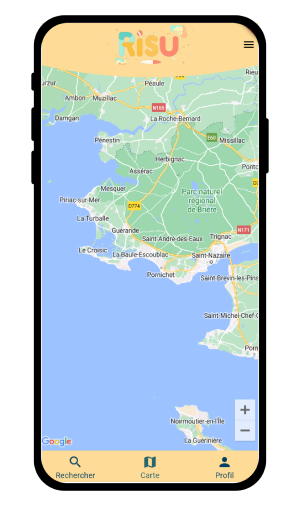 RISU
Rieu
Péaule
Ambon
Muzillac
N165
La Roche-Bernard
Damgan
E60
Missillac
Pénestin
Herbignac
Assérac
Mesquer
Parc naturel
régional
de Brière
Piriac-sur-Mer
D774
La Turballe
Guérande
N171
Saint-André-des-Eaux
Trignac
Le Croisic
La Baule-Escoublac
Saint-Nazaire
Pornichet
Saint-Brevin-les-Pins
Saint-Michel-Chef-C
Porn
+
−
Noirmoutier-en-l'Île
Google
La Guérinière
Rechercher
Carte
Profil